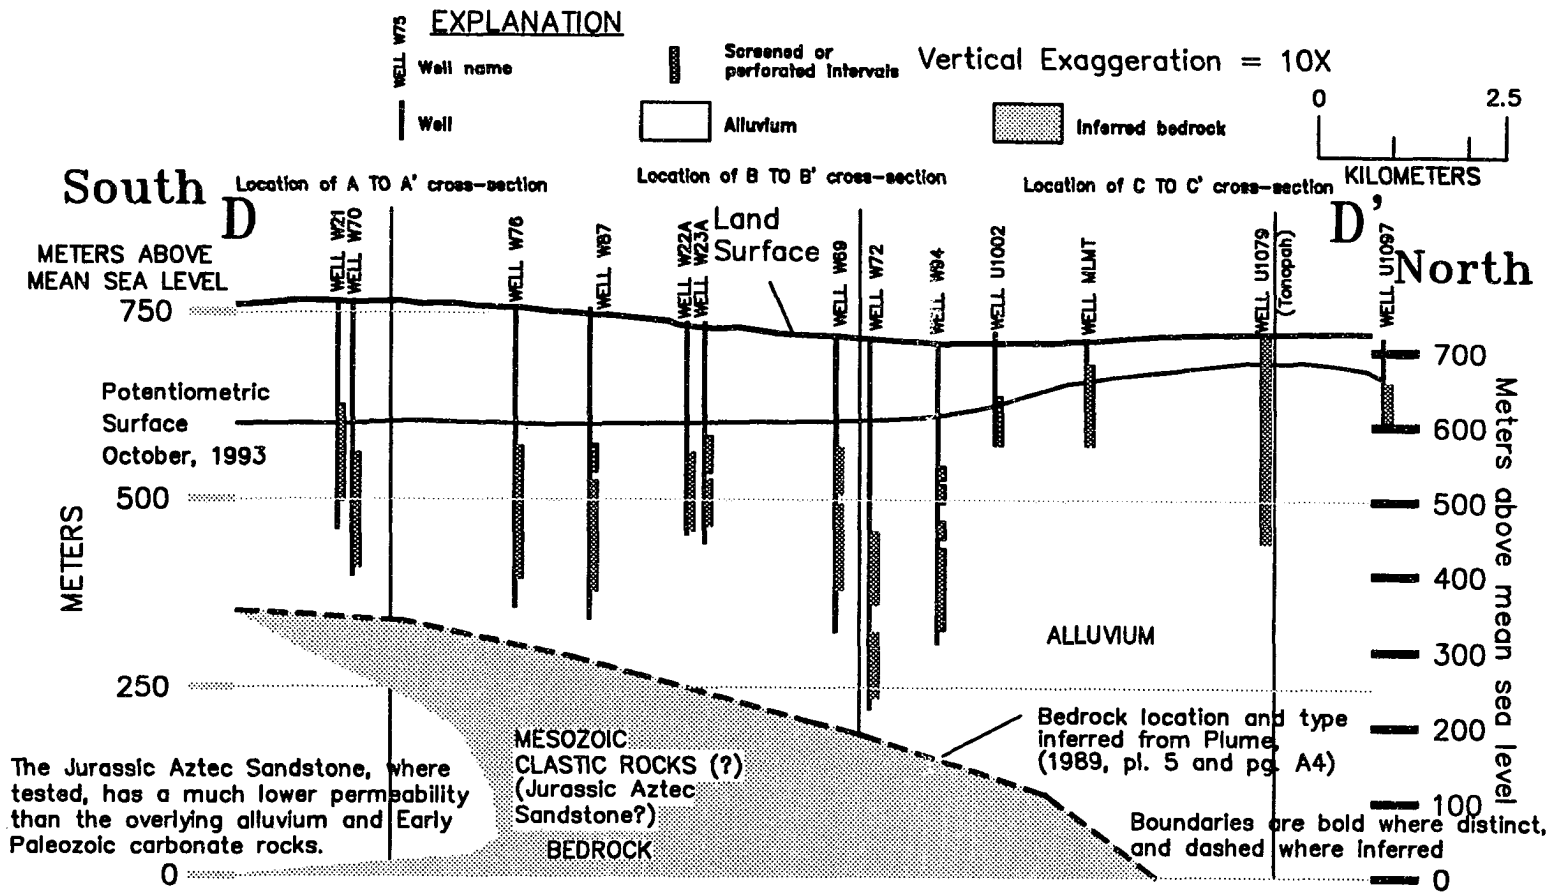 EXPLANATION
WELL W75
Well name
Screened or
perforated intervals
Vertical Exaggeration = 10X
Well
Alluvium
Inferred bedrock
0 2.5
KILOMETERS
South
D
Location of A TO A' cross-section
Location of B TO B' cross-section
Location of C TO C' cross-section
D'
North
METERS ABOVE
MEAN SEA LEVEL
WELL W21
WELL W70
WELL W76
WELL W87
WELL W22A
WELL W23A
Land
Surface
WELL W69
WELL W72
WELL W94
WELL U1002
WELL MLMT
WELL U1079
(Tonopah)
WELL U1097
750
500
250
0
METERS
Potentiometric
Surface
October, 1993
700
600
500
400
300
200
100
0
Meters above mean sea level
ALLUVIUM
Bedrock location and type
inferred from Plume,
(1989, pl. 5 and pg. A4)
MESOZOIC
CLASTIC ROCKS (?)
(Jurassic Aztec
Sandstone?)
BEDROCK
The Jurassic Aztec Sandstone, where
tested, has a much lower permeability
than the overlying alluvium and Early
Paleozoic carbonate rocks.
Boundaries are bold where distinct,
and dashed where inferred